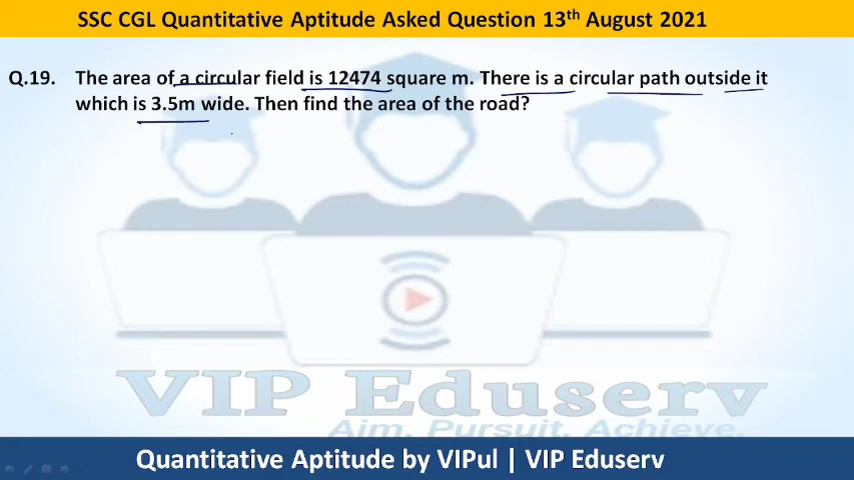 SSC CGL Quantitative Aptitude Asked Question 13th August 2021
Q.19. The area of a circular field is 12474 square m. There is a circular path outside it
which is 3.5m wide. Then find the area of the road?
VIP Eduserv
Aim. Pursuit. Achieve.
Quantitative Aptitude by VIPul | VIP Eduserv